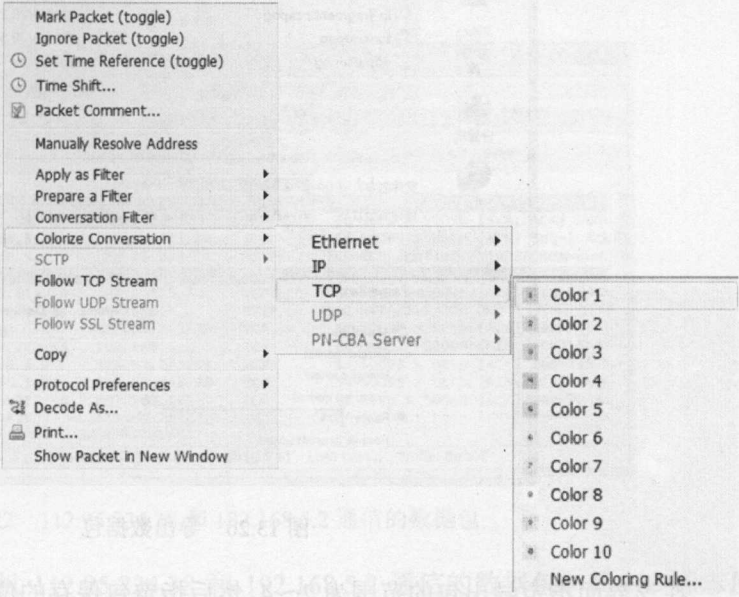 Mark Packet (toggle)
Ignore Packet (toggle)
Set Time Reference (toggle)
Time Shift...
Packet Comment...
Manually Resolve Address
Apply as Filter
Prepare a Filter
Conversation Filter
Colorize Conversation
SCTP
Follow TCP Stream
Follow UDP Stream
Follow SSL Stream
Copy
Protocol Preferences
Decode As...
Print...
Show Packet in New Window
Ethernet
IP
TCP
UDP
PN-CBA Server
Color 1
Color 2
Color 3
Color 4
Color 5
Color 6
Color 7
Color 8
Color 9
Color 10
New Coloring Rule...